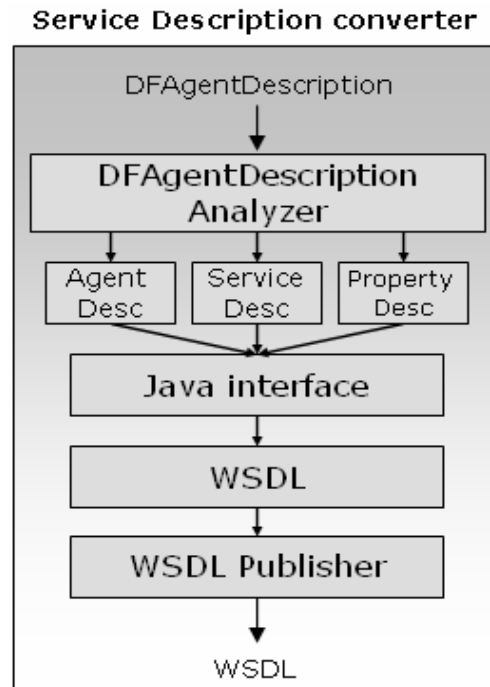 Service Description converter
DFAgentDescription
DFAgentDescription
Analyzer
Agent Service Property
Desc Desc Desc
Java interface
WSDL
WSDL Publisher
WSDL